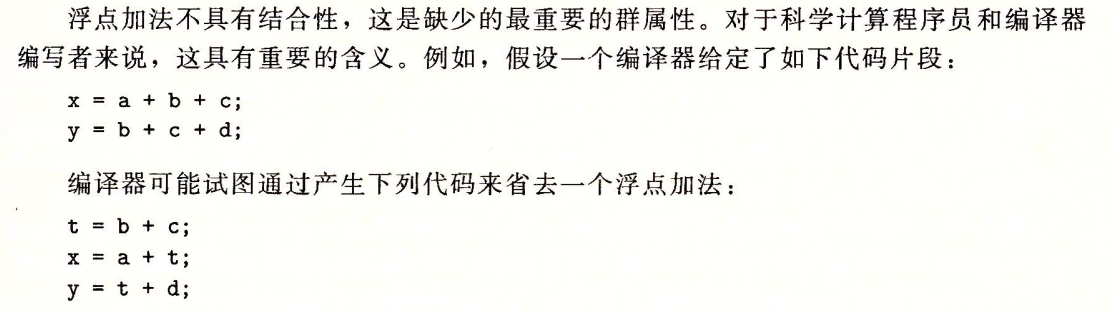 浮点加法不具有结合性，这是缺少的最重要的群属性。对于科学计算程序员和编译器
编写者来说，这具有重要的含义。例如，假设一个编译器给定了如下代码片段：
x = a + b + c;
y = b + c + d;
编译器可能试图通过产生下列代码来省去一个浮点加法：
t = b + c;
x = a + t;
y = t + d;